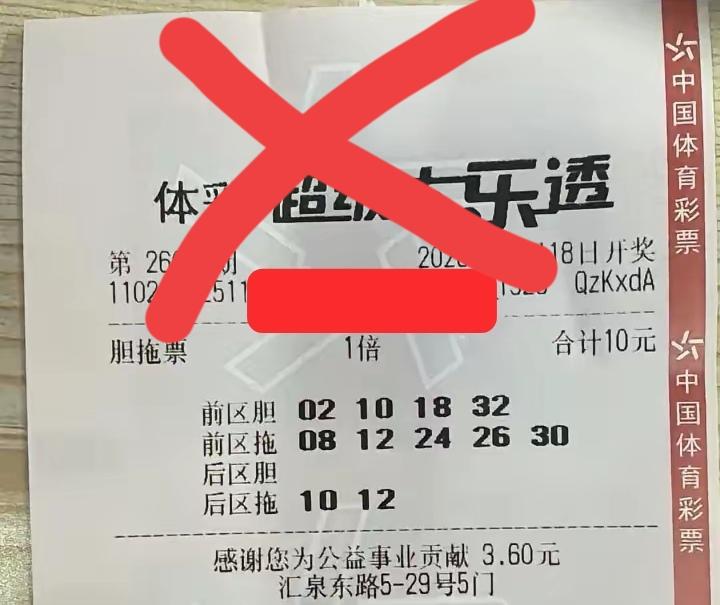 体彩 超级大乐透
第 26 期 18日开奖
1102 2511 QzKxdA
胆拖票 1倍 合计10元
前区胆 02 10 18 32
前区拖 08 12 24 26 30
后区胆
后区拖 10 12
感谢您为公益事业贡献 3.60元
汇泉东路5-29号5门
中国体育彩票
中国体育彩票